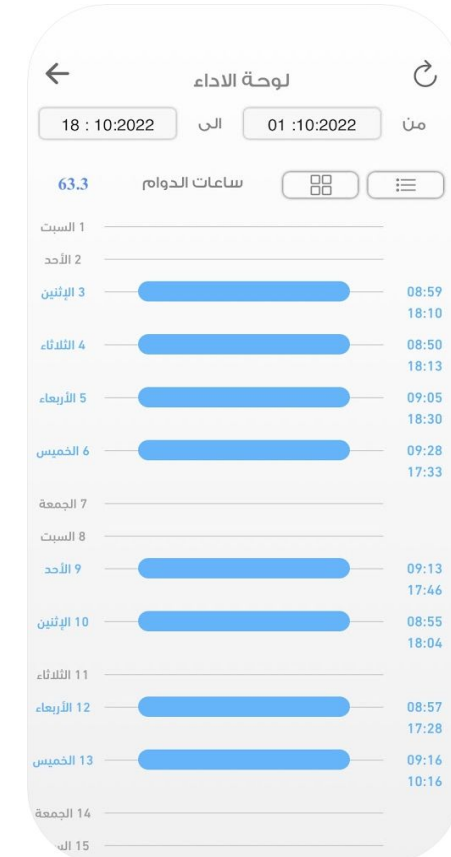 لوحة الاداء
من 01 :10:2022 الى 18 : 10:2022
ساعات الدوام 63.3
1 السبت
2 الأحد
3 الإثنين 08:59
18:10
4 الثلاثاء 08:50
18:13
5 الأربعاء 09:05
18:30
6 الخميس 09:28
17:33
7 الجمعة
8 السبت
9 الأحد 09:13
17:46
10 الإثنين 08:55
18:04
11 الثلاثاء
12 الأربعاء 08:57
17:28
13 الخميس 09:16
10:16
14 الجمعة
15